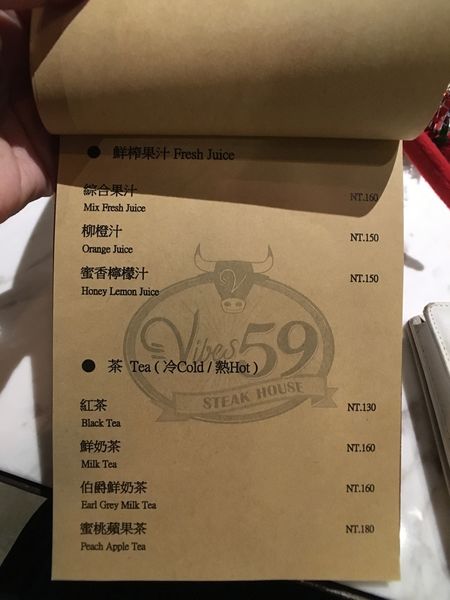 ● 鮮榨果汁 Fresh Juice
綜合果汁 NT.160
Mix Fresh Juice
柳橙汁 NT.150
Orange Juice
蜜香檸檬汁 NT.150
Honey Lemon Juice
V
Vibes 59
STEAK HOUSE
● 茶 Tea ( 冷Cold / 熱Hot )
紅茶 NT.130
Black Tea
鮮奶茶 NT.160
Milk Tea
伯爵鮮奶茶 NT.160
Earl Grey Milk Tea
蜜桃蘋果茶 NT.180
Peach Apple Tea